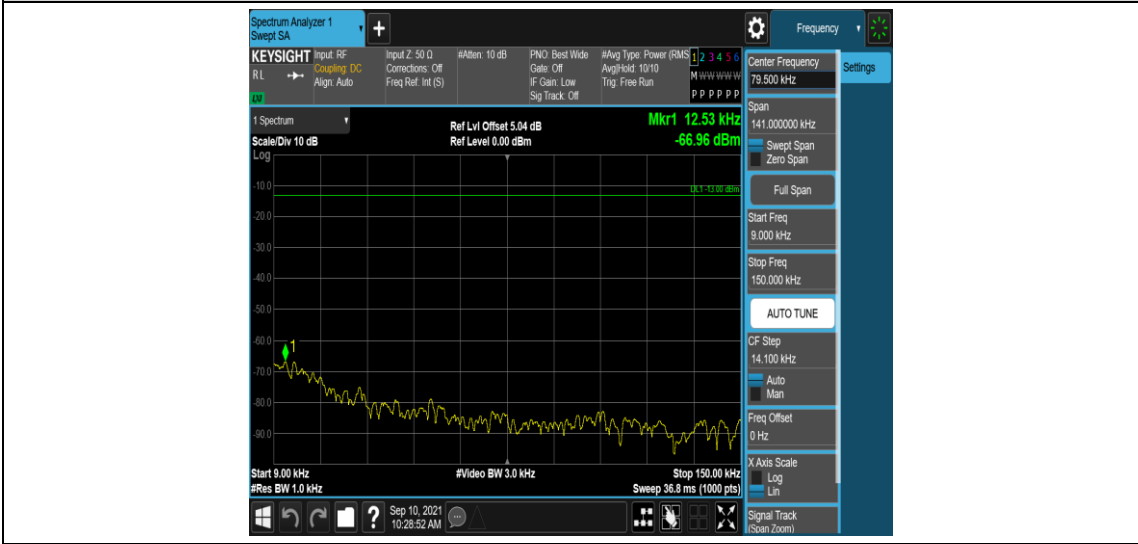 Spectrum Analyzer 1
Swept SA
+
Frequency
KEYSIGHT
RL
LXI
Input: RF
Coupling: DC
Align: Auto
Input Z: 50 Ω
Corrections: Off
Freq Ref: Int (S)
#Atten: 10 dB
PNO: Best Wide
Gate: Off
IF Gain: Low
Sig Track: Off
#Avg Type: Power (RMS
Avg|Hold: 10/10
Trig: Free Run
1 2 3 4 5 6
M W W W W W
P P P P P P
1 Spectrum
Scale/Div 10 dB
Log
Ref Lvl Offset 5.04 dB
Ref Level 0.00 dBm
Mkr1 12.53 kHz
-66.96 dBm
DL1 -13.00 dBm
-10.0
-20.0
-30.0
-40.0
-50.0
-60.0
-70.0
-80.0
-90.0
1
Start 9.00 kHz
#Res BW 1.0 kHz
#Video BW 3.0 kHz
Stop 150.00 kHz
Sweep 36.8 ms (1000 pts)
?
Sep 10, 2021
10:28:52 AM
Center Frequency
79.500 kHz
Span
141.000000 kHz
Swept Span
Zero Span
Full Span
Start Freq
9.000 kHz
Stop Freq
150.000 kHz
AUTO TUNE
CF Step
14.100 kHz
Auto
Man
Freq Offset
0 Hz
X Axis Scale
Log
Lin
Signal Track
(Span Zoom)
Settings